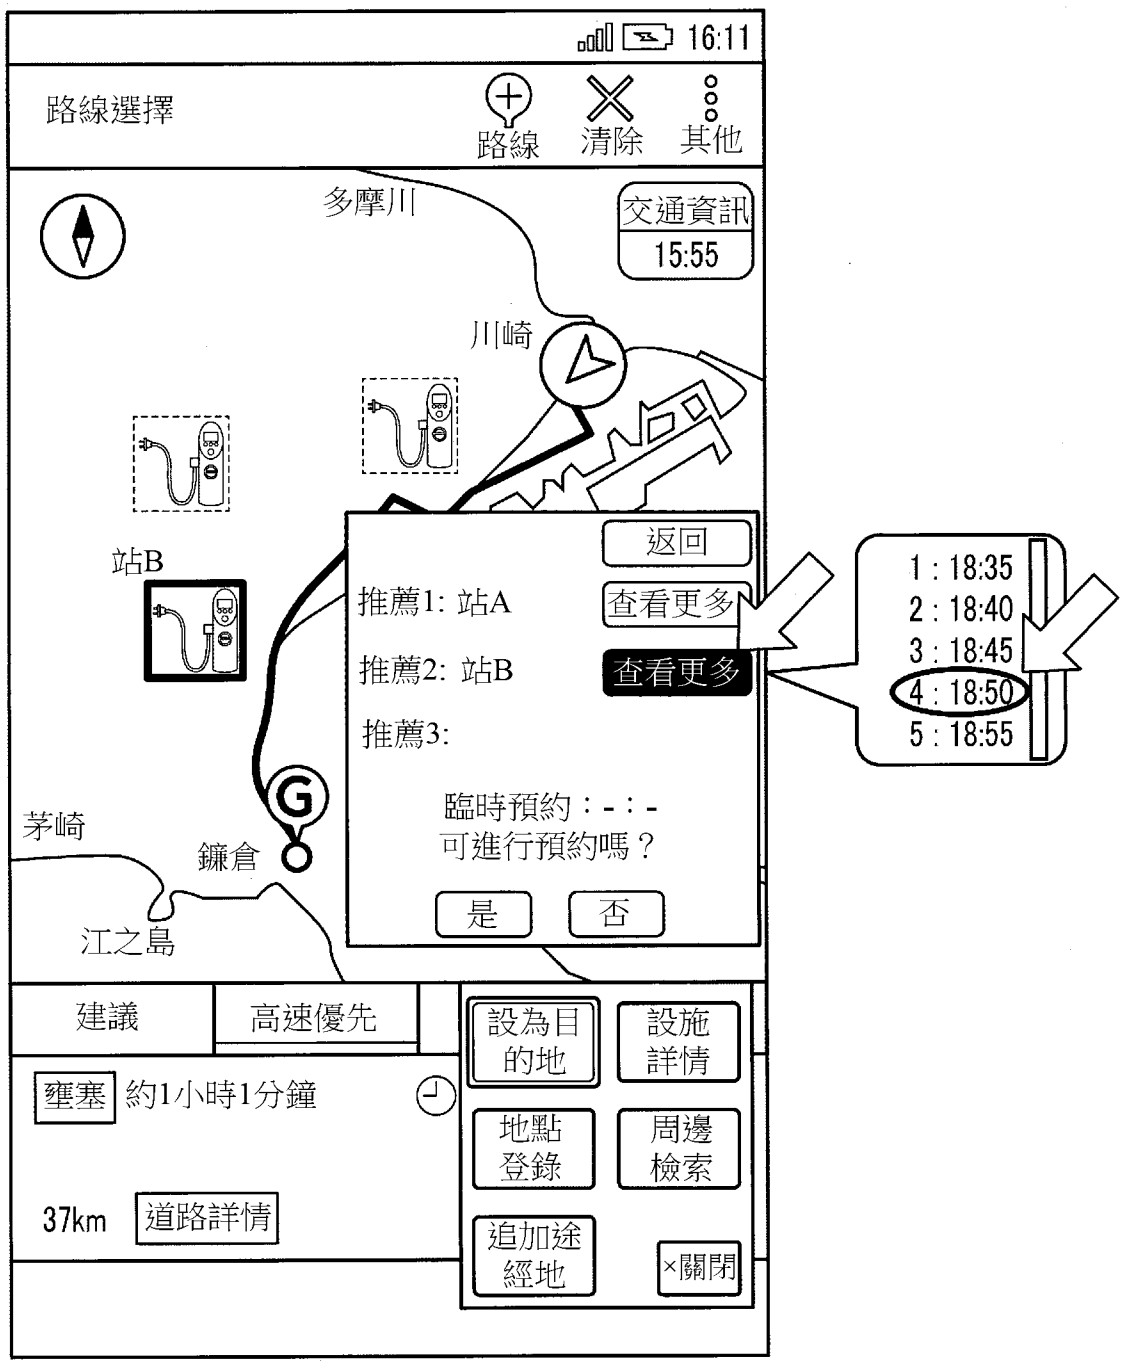 16:11
路線選擇
路線
清除
其他
多摩川
交通資訊
15:55
川崎
站B
返回
推薦1: 站A
查看更多
推薦2: 站B
查看更多
推薦3:
臨時預約：-：-
可進行預約嗎？
是
否
1 : 18:35
2 : 18:40
3 : 18:45
4 : 18:50
5 : 18:55
G
茅崎
鐮倉
江之島
建議
高速優先
壅塞
約1小時1分鐘
37km
道路詳情
設為目
的地
設施
詳情
地點
登錄
周邊
檢索
追加途
經地
×關閉